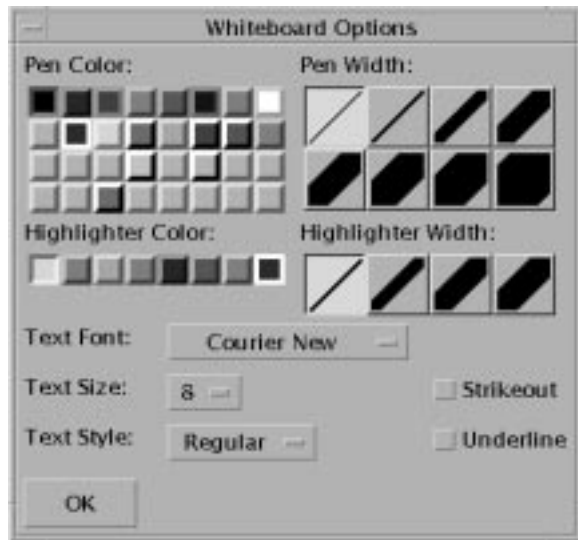 Whiteboard Options
Pen Color:
Pen Width:
Highlighter Color:
Highlighter Width:
Text Font:
Courier New
Text Size:
8
Strikeout
Text Style:
Regular
Underline
OK